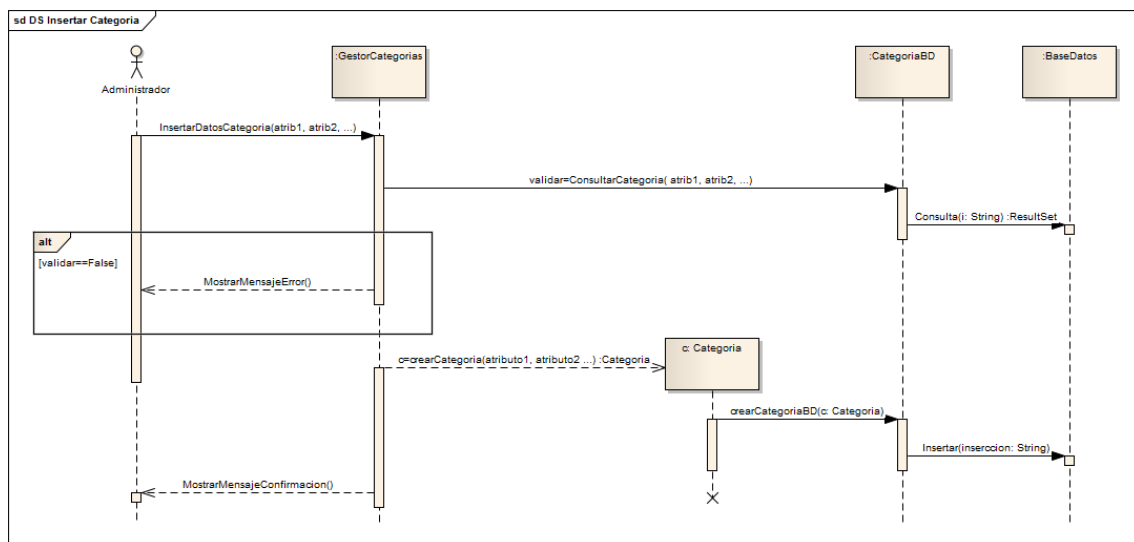 sd DS Insertar Categoria
:GestorCategorias
:CategoriaBD
:BaseDatos
Administrador
InsertarDatosCategoria(atrib1, atrib2, ...)
validar=ConsultarCategoria( atrib1, atrib2, ...)
Consulta(i: String) :ResultSet
alt
[validar==False]
MostrarMensajeError()
c: Categoria
c=crearCategoria(atributo1, atributo2 ...) :Categoria
crearCategoriaBD(c: Categoria)
Insertar(inserccion: String)
MostrarMensajeConfirmacion()